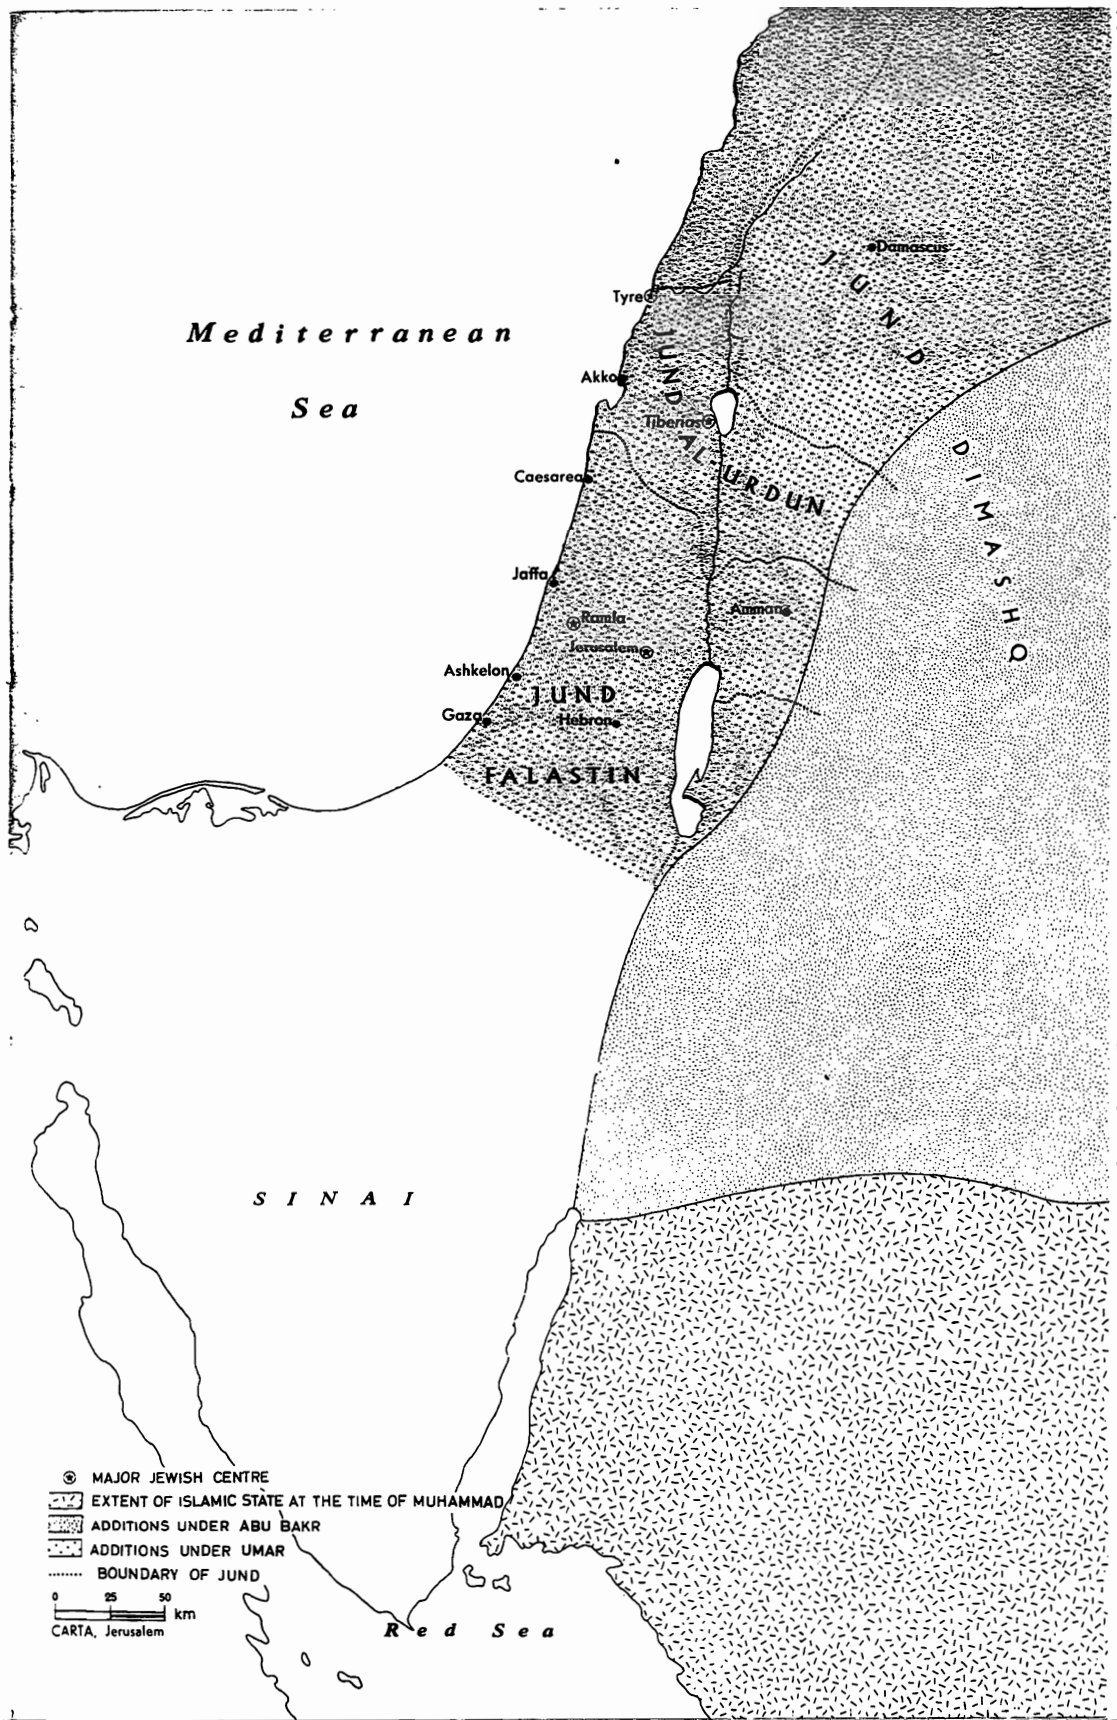 Damascus
JUND
DIMASHQ
Tyre
Mediterranean
Sea
JUND
AL URDUN
Akko
Tiberias
Caesarea
Jaffa
Amman
Ramla
Jerusalem
Ashkelon
JUND
FALASTIN
Gaza
Hebron
SINAI
MAJOR JEWISH CENTRE
EXTENT OF ISLAMIC STATE AT THE TIME OF MUHAMMAD
ADDITIONS UNDER ABU BAKR
ADDITIONS UNDER UMAR
BOUNDARY OF JUND
0 25 50
km
CARTA, Jerusalem
Red Sea